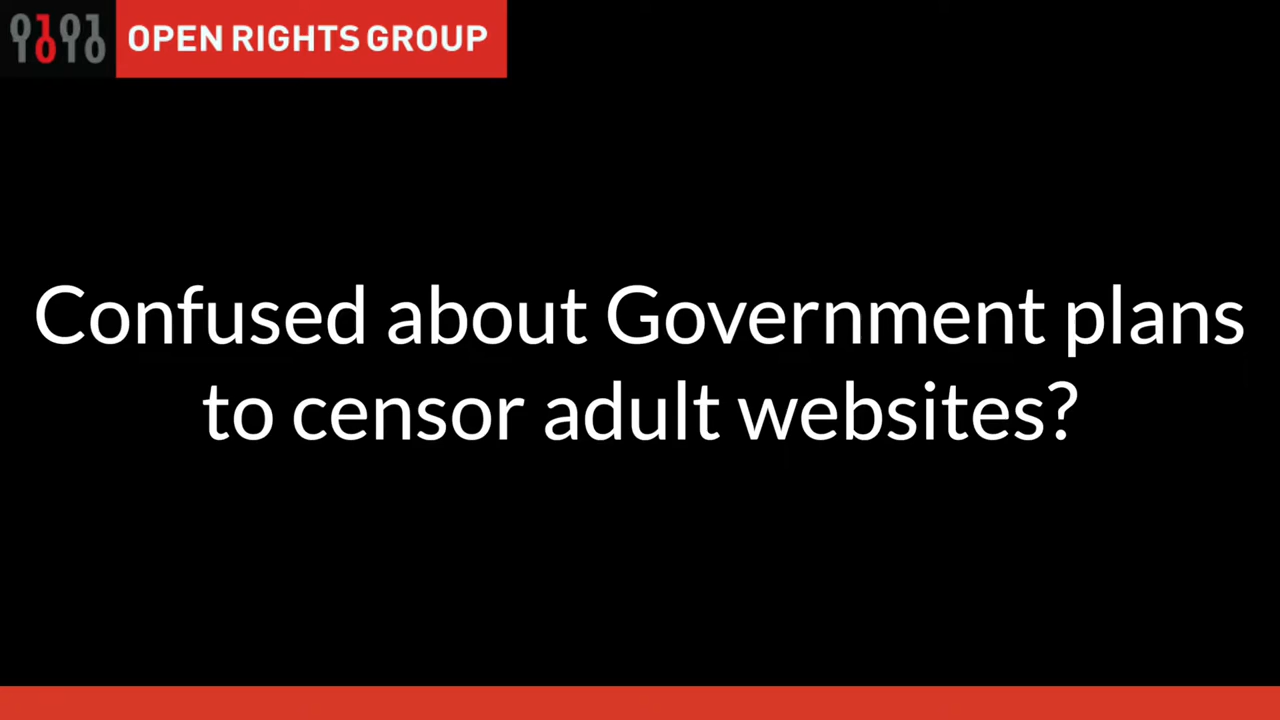 OPEN RIGHTS GROUP
Confused about Government plans
to censor adult websites?